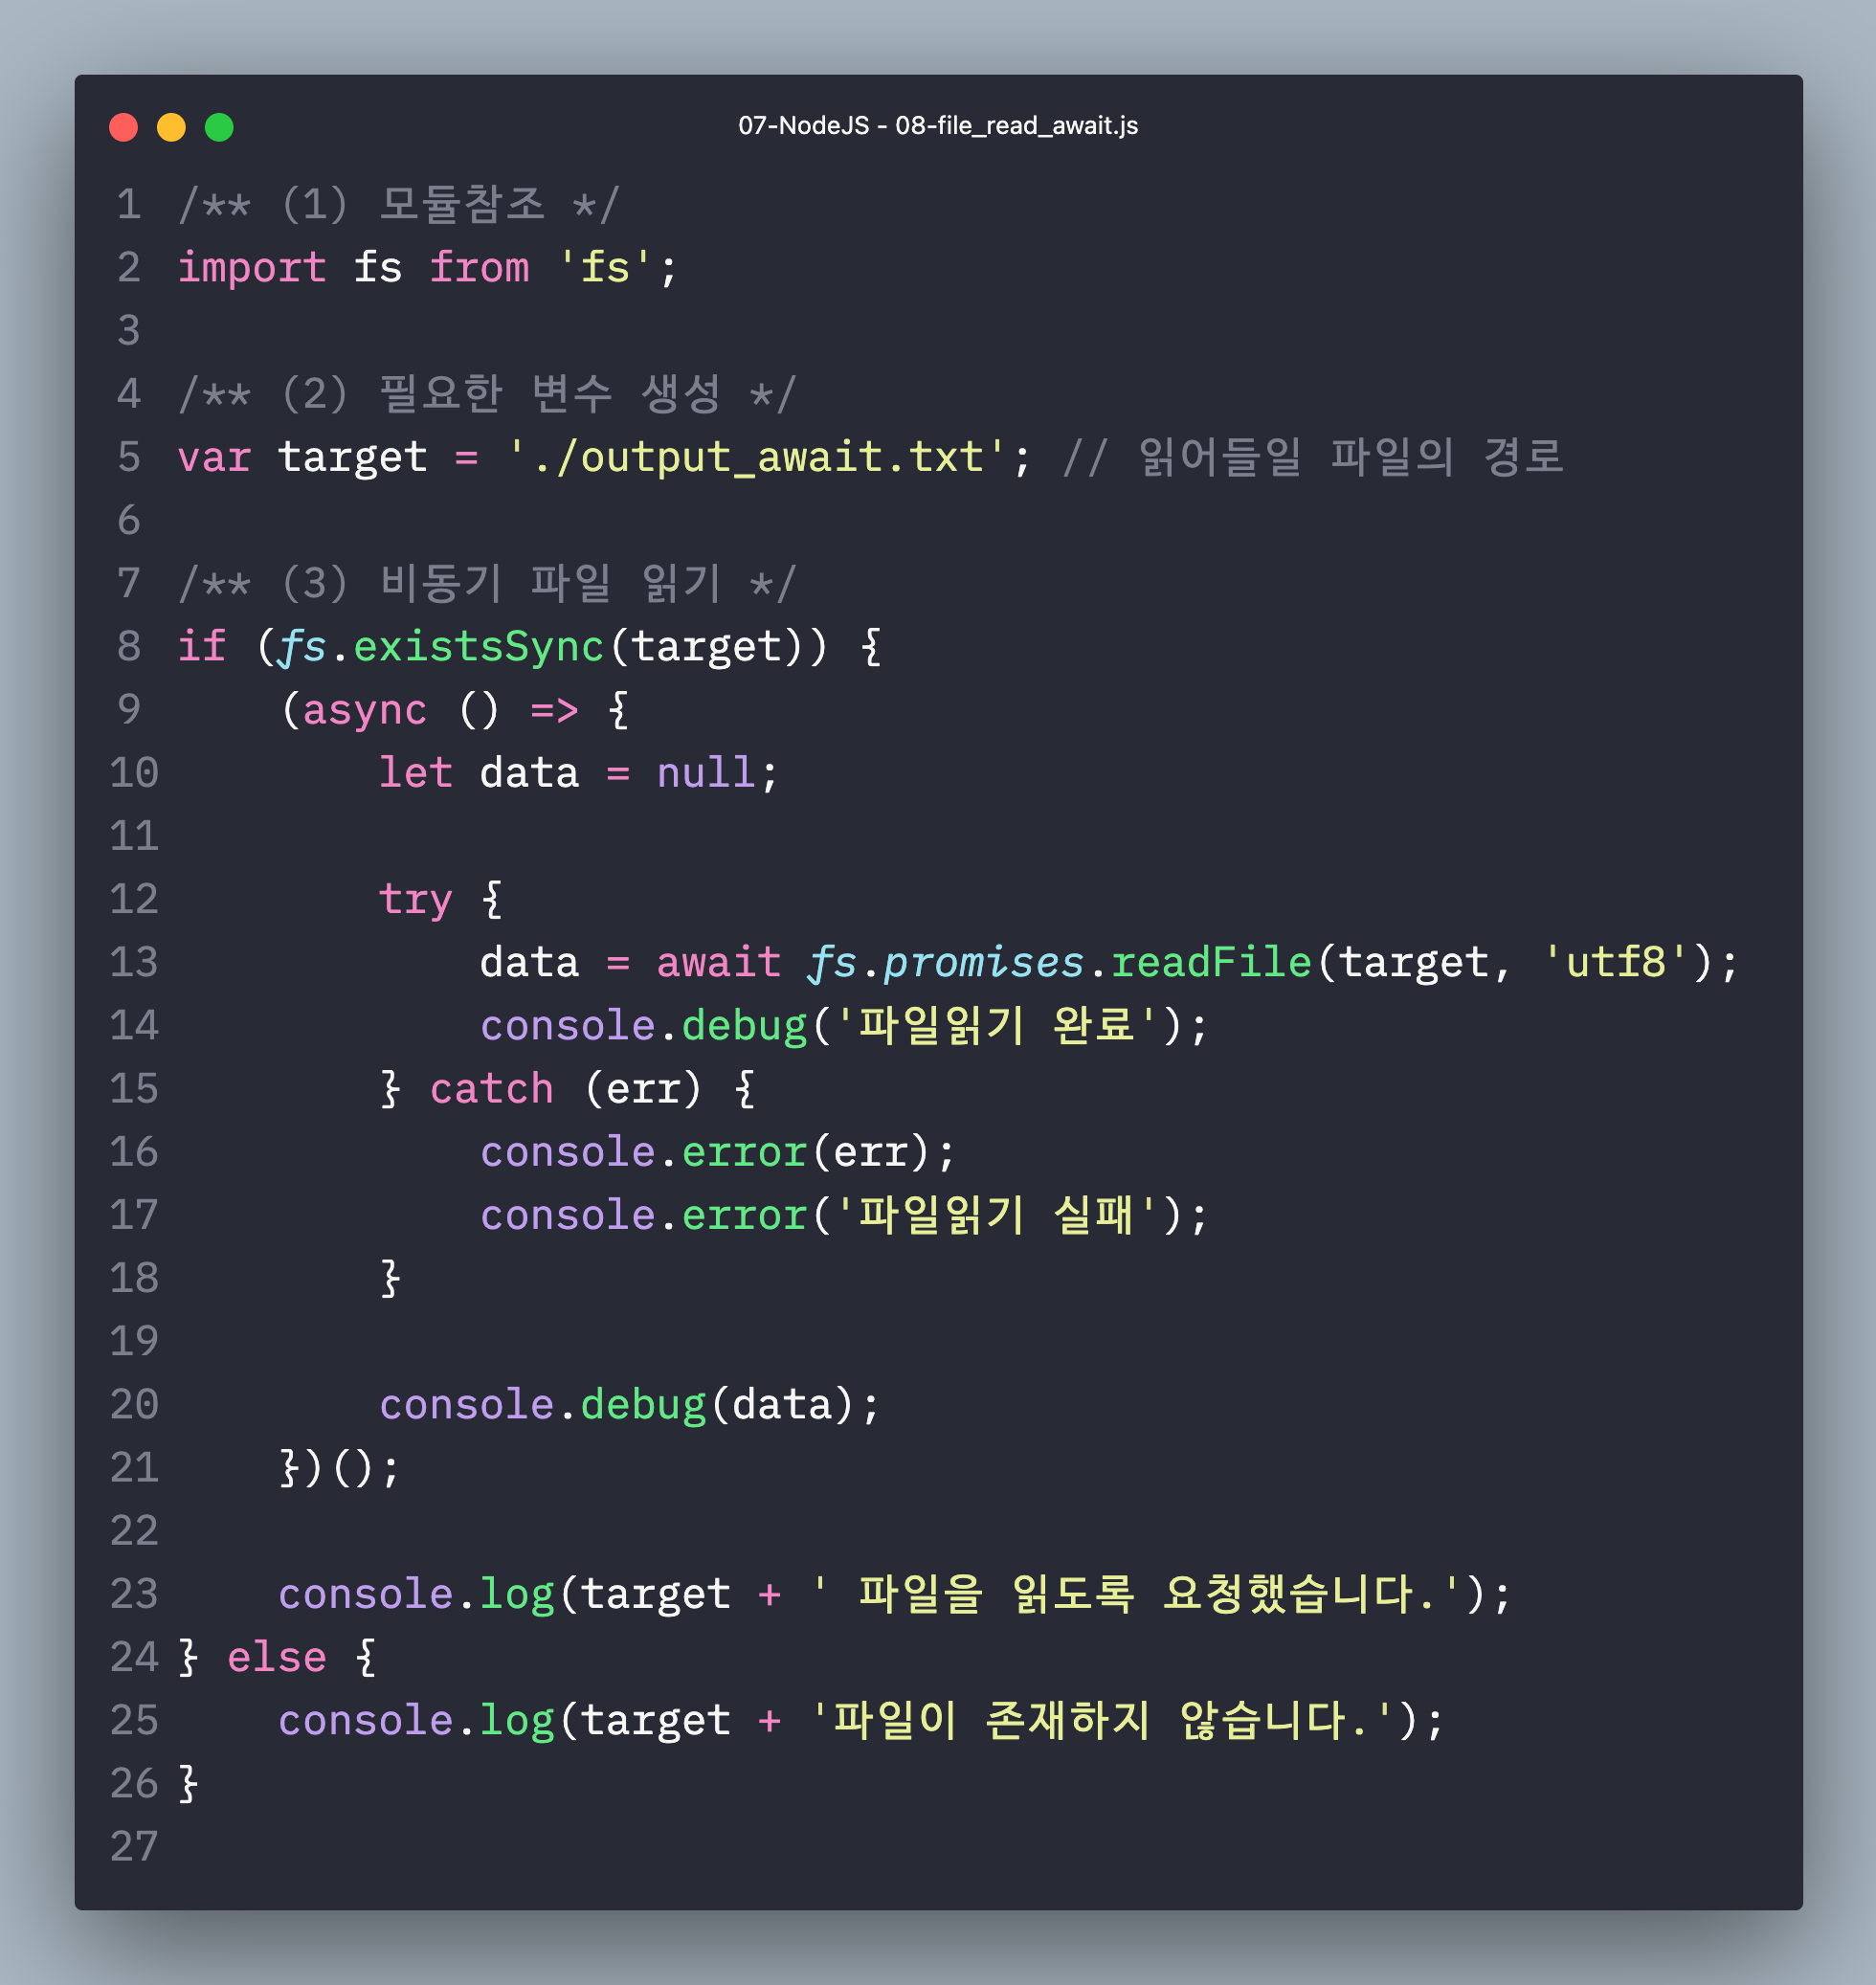 07-NodeJS - 08-file_read_await.js
1 /** (1) 모듈참조 */
2 import fs from 'fs';
3
4 /** (2) 필요한 변수 생성 */
5 var target = './output_await.txt'; // 읽어들일 파일의 경로
6
7 /** (3) 비동기 파일 읽기 */
8 if (fs.existsSync(target)) {
9     (async () => {
10         let data = null;
11
12         try {
13             data = await fs.promises.readFile(target, 'utf8');
14             console.debug('파일읽기 완료');
15         } catch (err) {
16             console.error(err);
17             console.error('파일읽기 실패');
18         }
19
20         console.debug(data);
21     })();
22
23     console.log(target + ' 파일을 읽도록 요청했습니다.');
24 } else {
25     console.log(target + '파일이 존재하지 않습니다.');
26 }
27